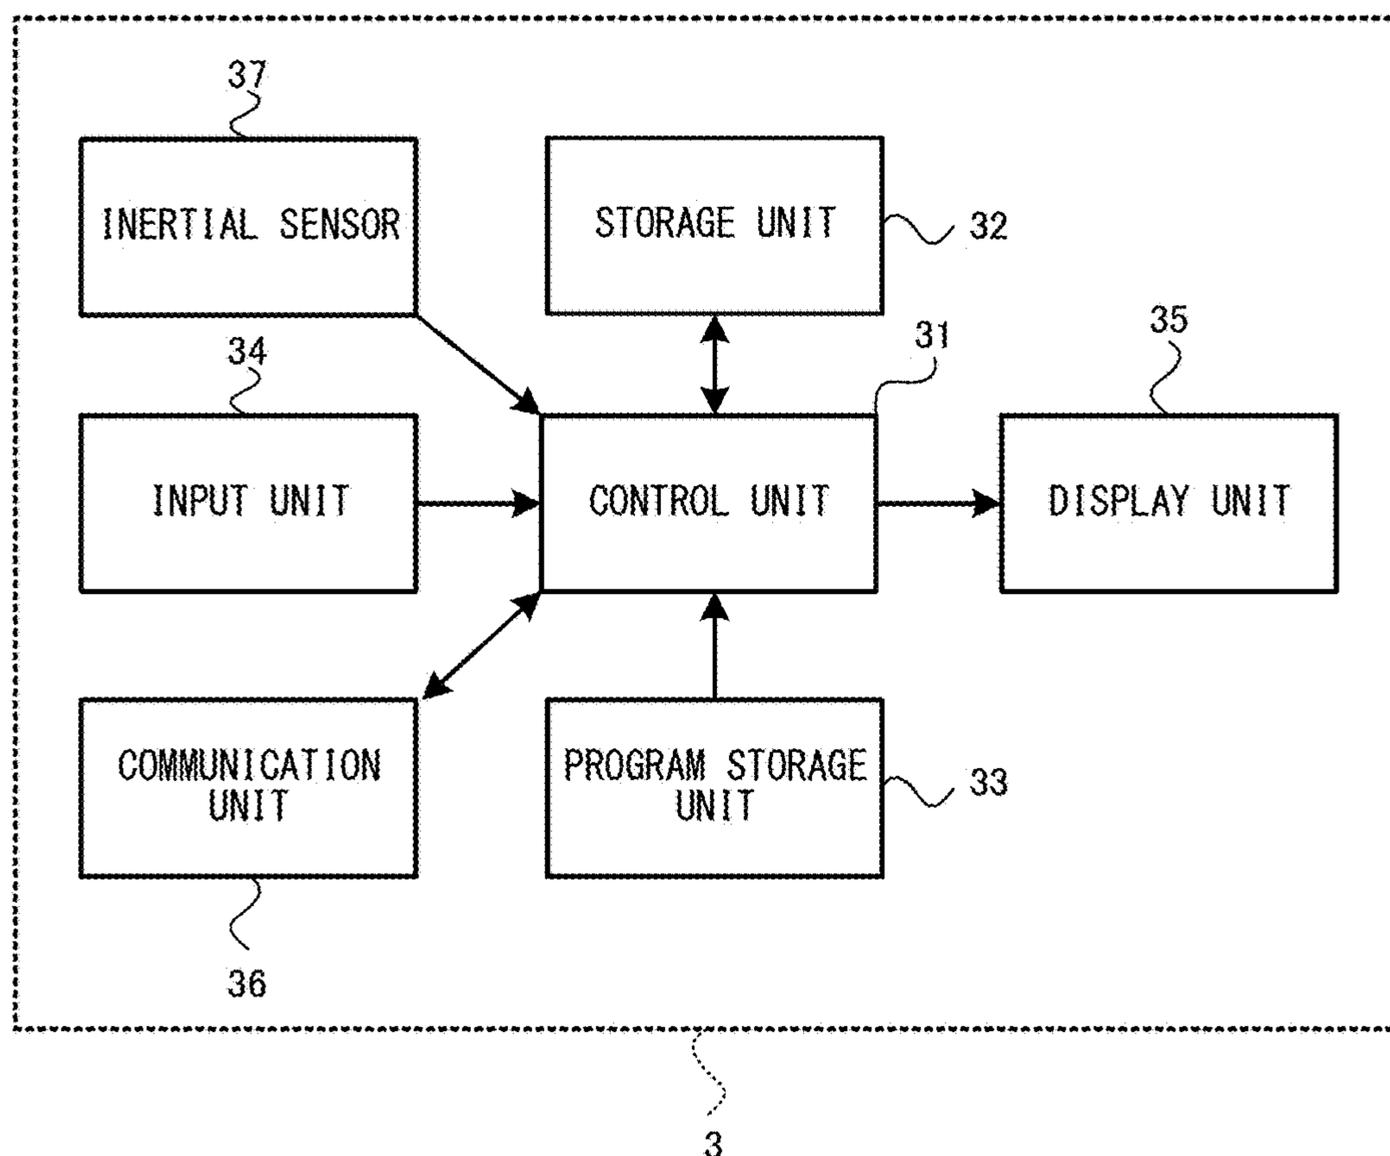 37
INERTIAL SENSOR
STORAGE UNIT
32
34
31
35
INPUT UNIT
CONTROL UNIT
DISPLAY UNIT
COMMUNICATION
UNIT
PROGRAM STORAGE
UNIT
33
36
3